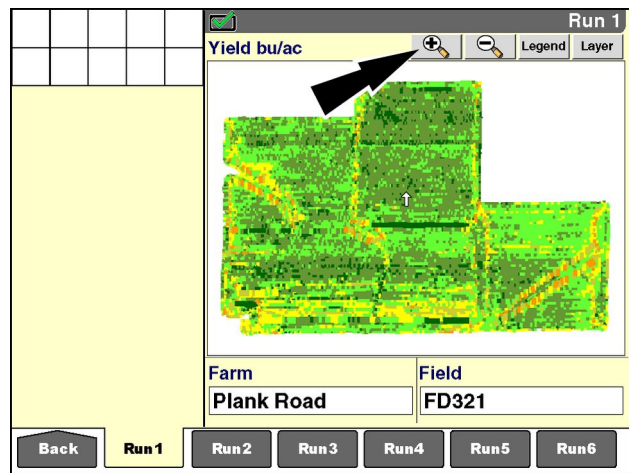 Run 1
Yield bu/ac
Legend Layer
Farm Field
Plank Road FD321
Back Run1 Run2 Run3 Run4 Run5 Run6